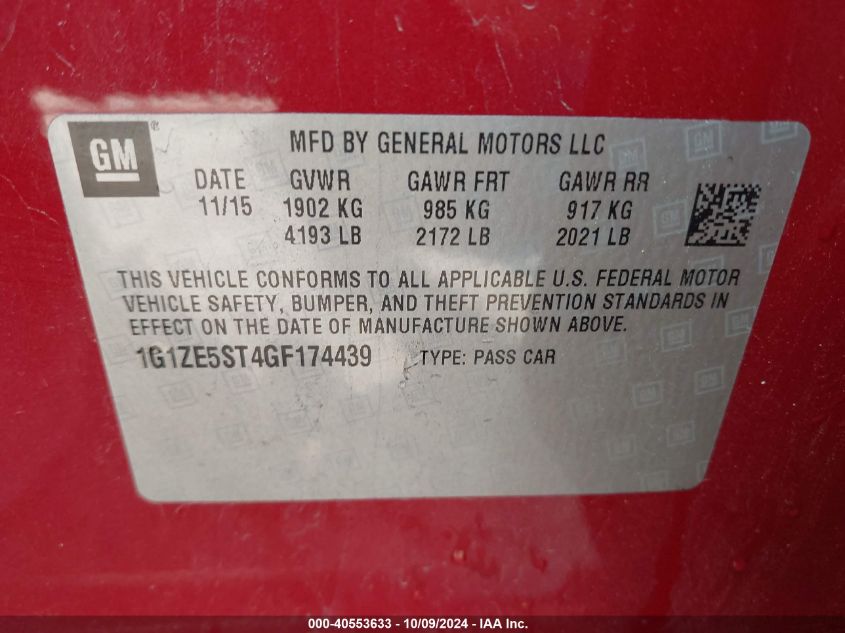 GM®
MFD BY GENERAL MOTORS LLC
DATE GVWR GAWR FRT GAWR RR
11/15 1902 KG 985 KG 917 KG
4193 LB 2172 LB 2021 LB
THIS VEHICLE CONFORMS TO ALL APPLICABLE U.S. FEDERAL MOTOR
VEHICLE SAFETY, BUMPER, AND THEFT PREVENTION STANDARDS IN
EFFECT ON THE DATE OF MANUFACTURE SHOWN ABOVE.
1G1ZE5ST4GF174439 TYPE: PASS CAR
000-40553633 - 10/09/2024 - IAA Inc.